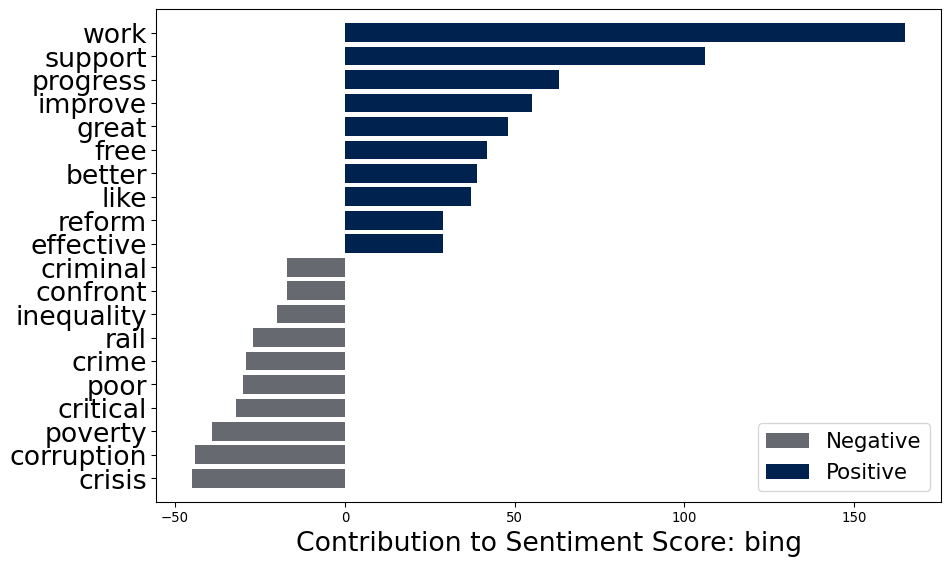 work
support
progress
improve
great
free
better
like
reform
effective
criminal
confront
inequality
rail
crime
poor
critical
poverty
corruption
crisis
Negative
Positive
−50 0 50 100 150
Contribution to Sentiment Score: bing